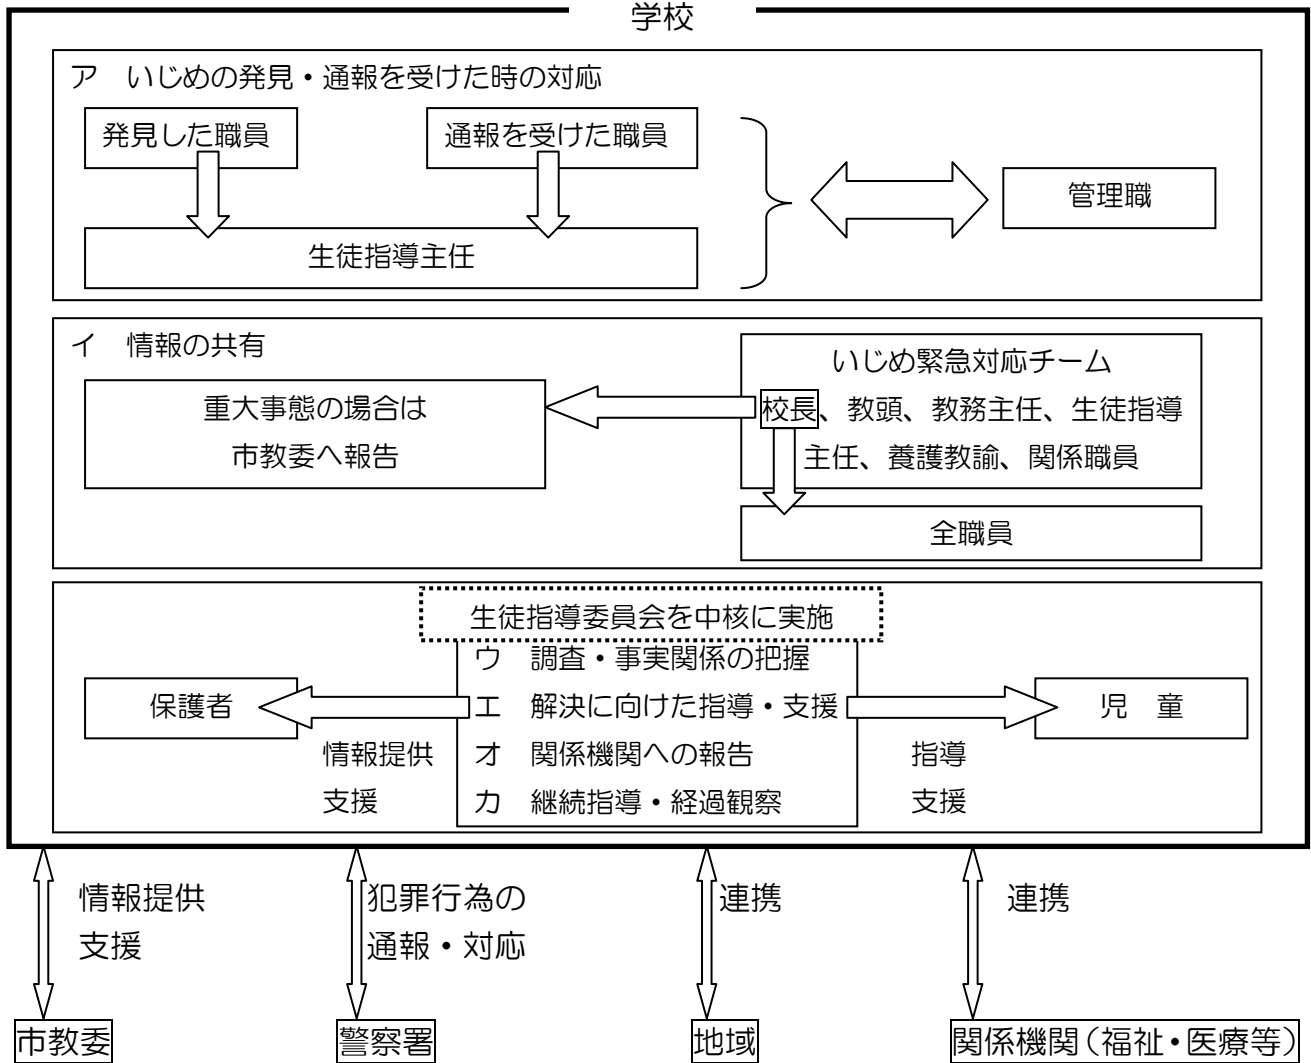 学校
ア いじめの発見・通報を受けた時の対応
発見した職員
通報を受けた職員
管理職
生徒指導主任
イ 情報の共有
いじめ緊急対応チーム
校長、教頭、教務主任、生徒指導
主任、養護教諭、関係職員
重大事態の場合は
市教委へ報告
全職員
生徒指導委員会を中核に実施
ウ 調査・事実関係の把握
エ 解決に向けた指導・支援
オ 関係機関への報告
カ 継続指導・経過観察
保護者
情報提供
支援
児 童
指導
支援
情報提供
支援
犯罪行為の
通報・対応
連携
連携
市教委
警察署
地域
関係機関(福祉・医療等)